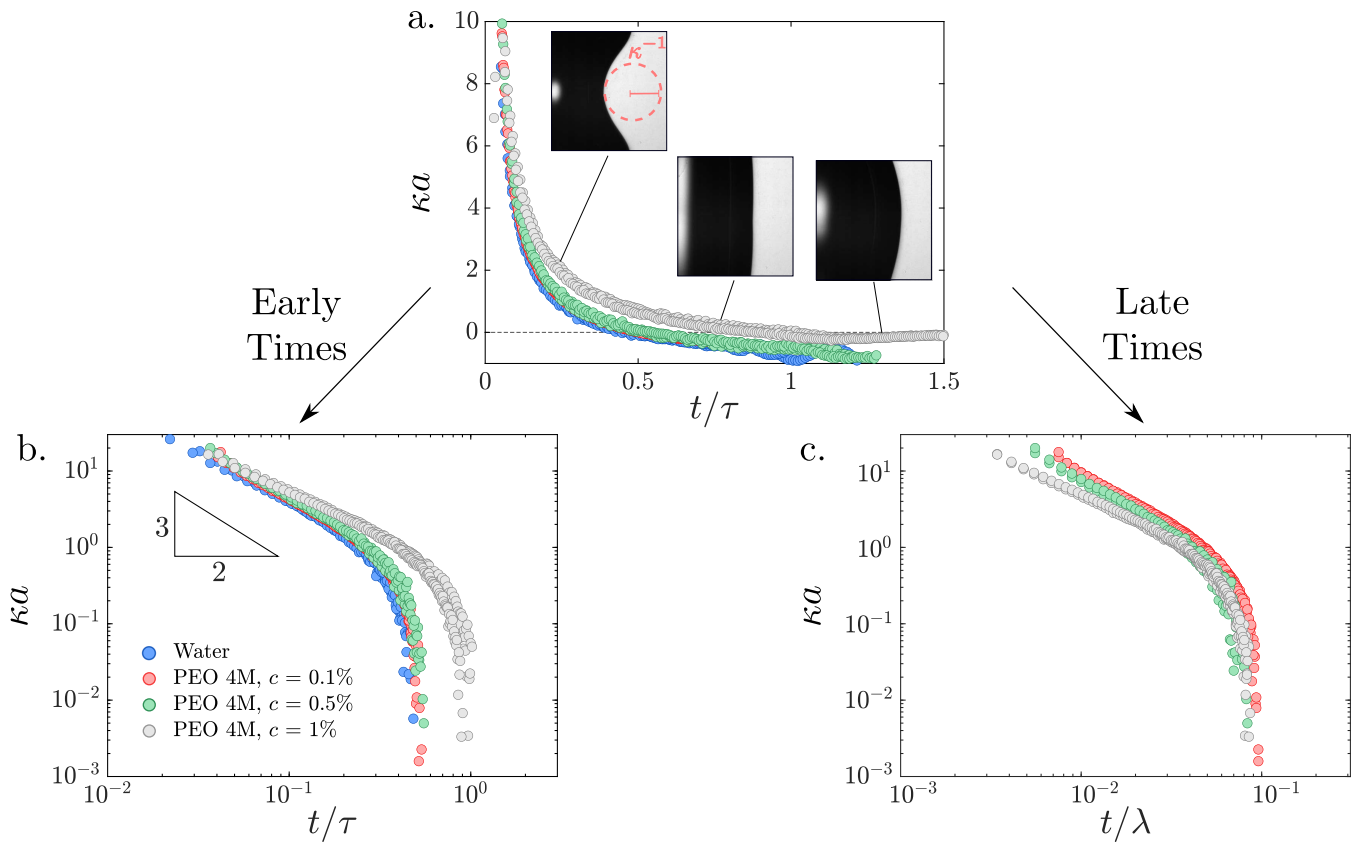 a.
10
8
6
4
2
0
κa
κ⁻¹
0
0.5
1
1.5
t/τ
Early
Times
Late
Times
b.
10¹
10⁰
10⁻¹
10⁻²
10⁻³
κa
3
2
Water
PEO 4M, c = 0.1%
PEO 4M, c = 0.5%
PEO 4M, c = 1%
10⁻²
10⁻¹
10⁰
t/τ
c.
10¹
10⁰
10⁻¹
10⁻²
10⁻³
κa
10⁻³
10⁻²
10⁻¹
t/λ